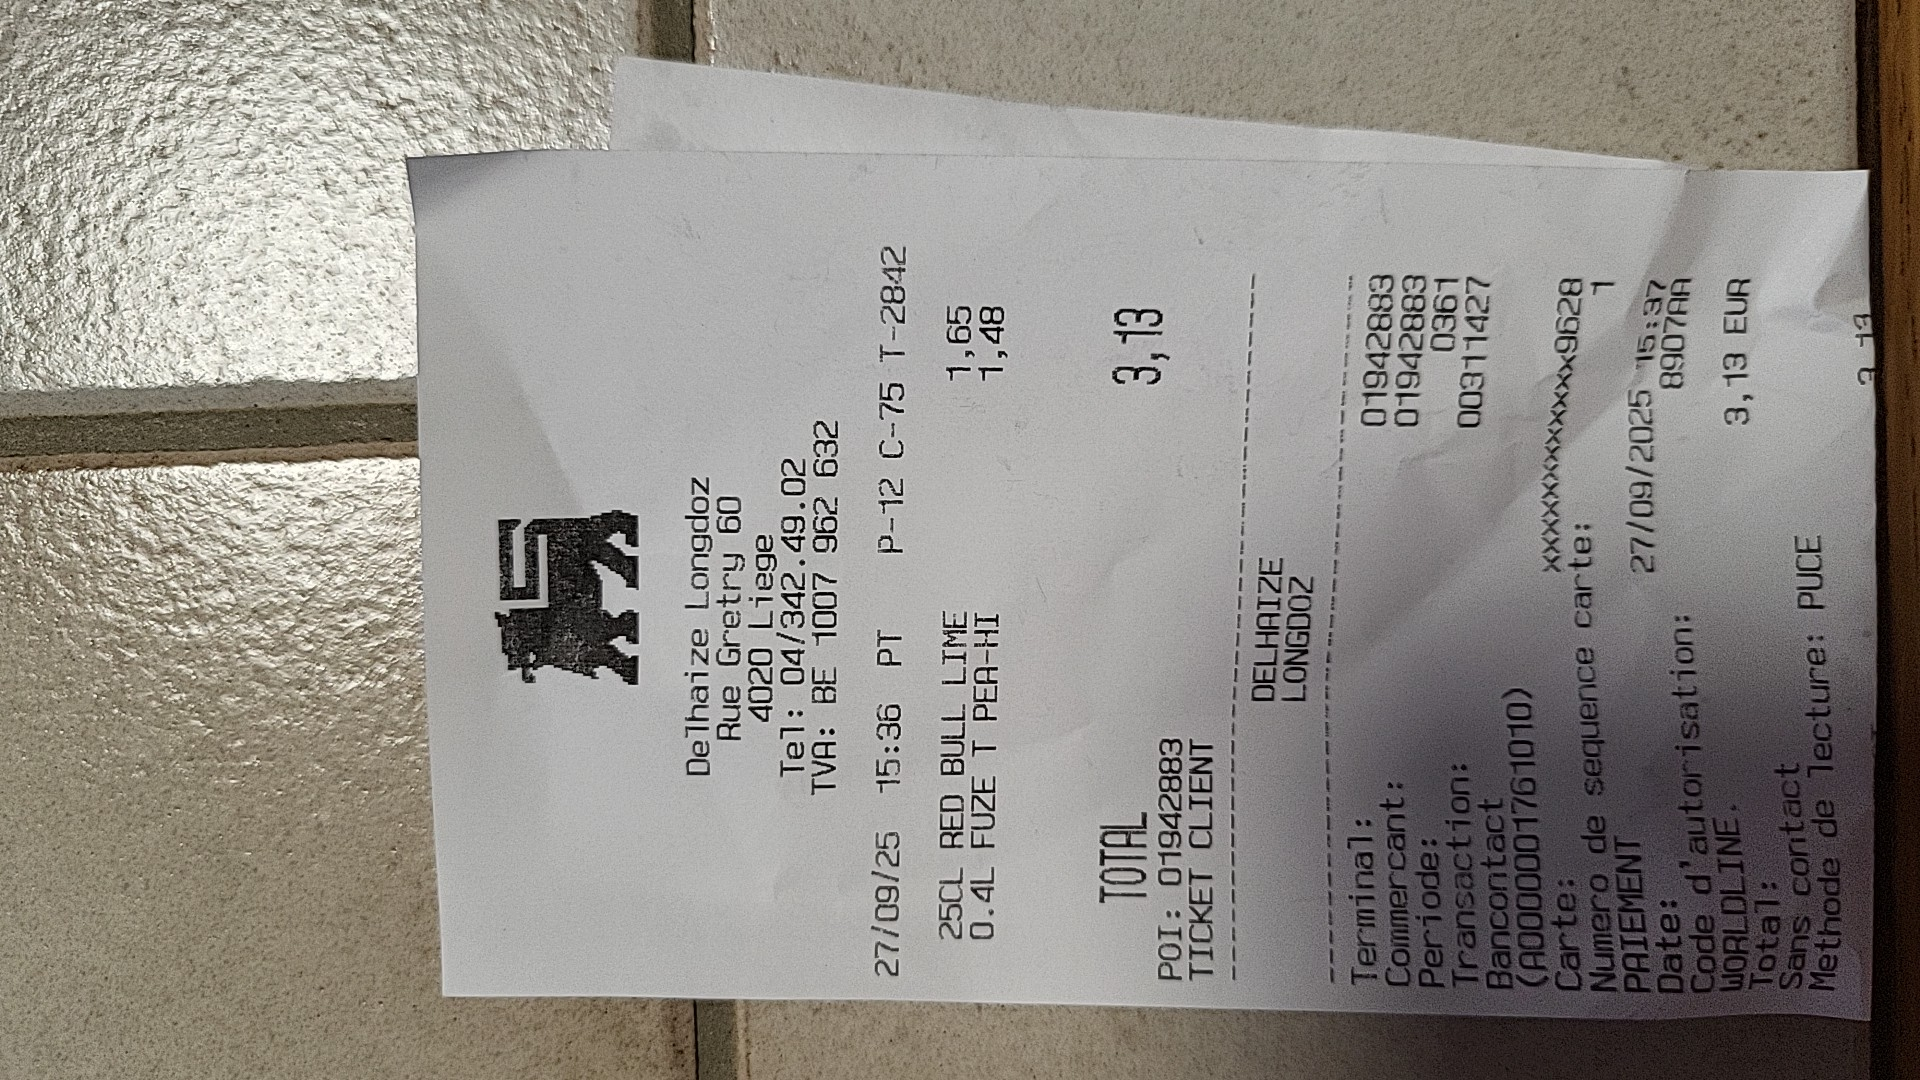 Delhaize Longdoz
Rue Gretry 60
4020 Liege
Tel: 04/342.49.02
TVA: BE 1007 962 632
27/09/25 15:36 PT P-12 C-75 T-2842
25CL RED BULL LIME 1,65
0.4L FUZE T PEA-HI 1,48
TOTAL 3,13
POI: 01942883
TICKET CLIENT
--------------------------------
DELHAIZE
LONGDOZ
--------------------------------
Terminal: 01942883
Commercant: 01942883
Periode: 0361
Transaction: 00311427
Bancontact
(A0000001761010)
Carte: xxxxxxxxxxxxx9628
Numero de sequence carte: 1
PAIEMENT
Date: 27/09/2025 15:37
Code d'autorisation: 8907AA
WORLDLINE.
Total: 3,13 EUR
Sans contact
Methode de lecture: PUCE